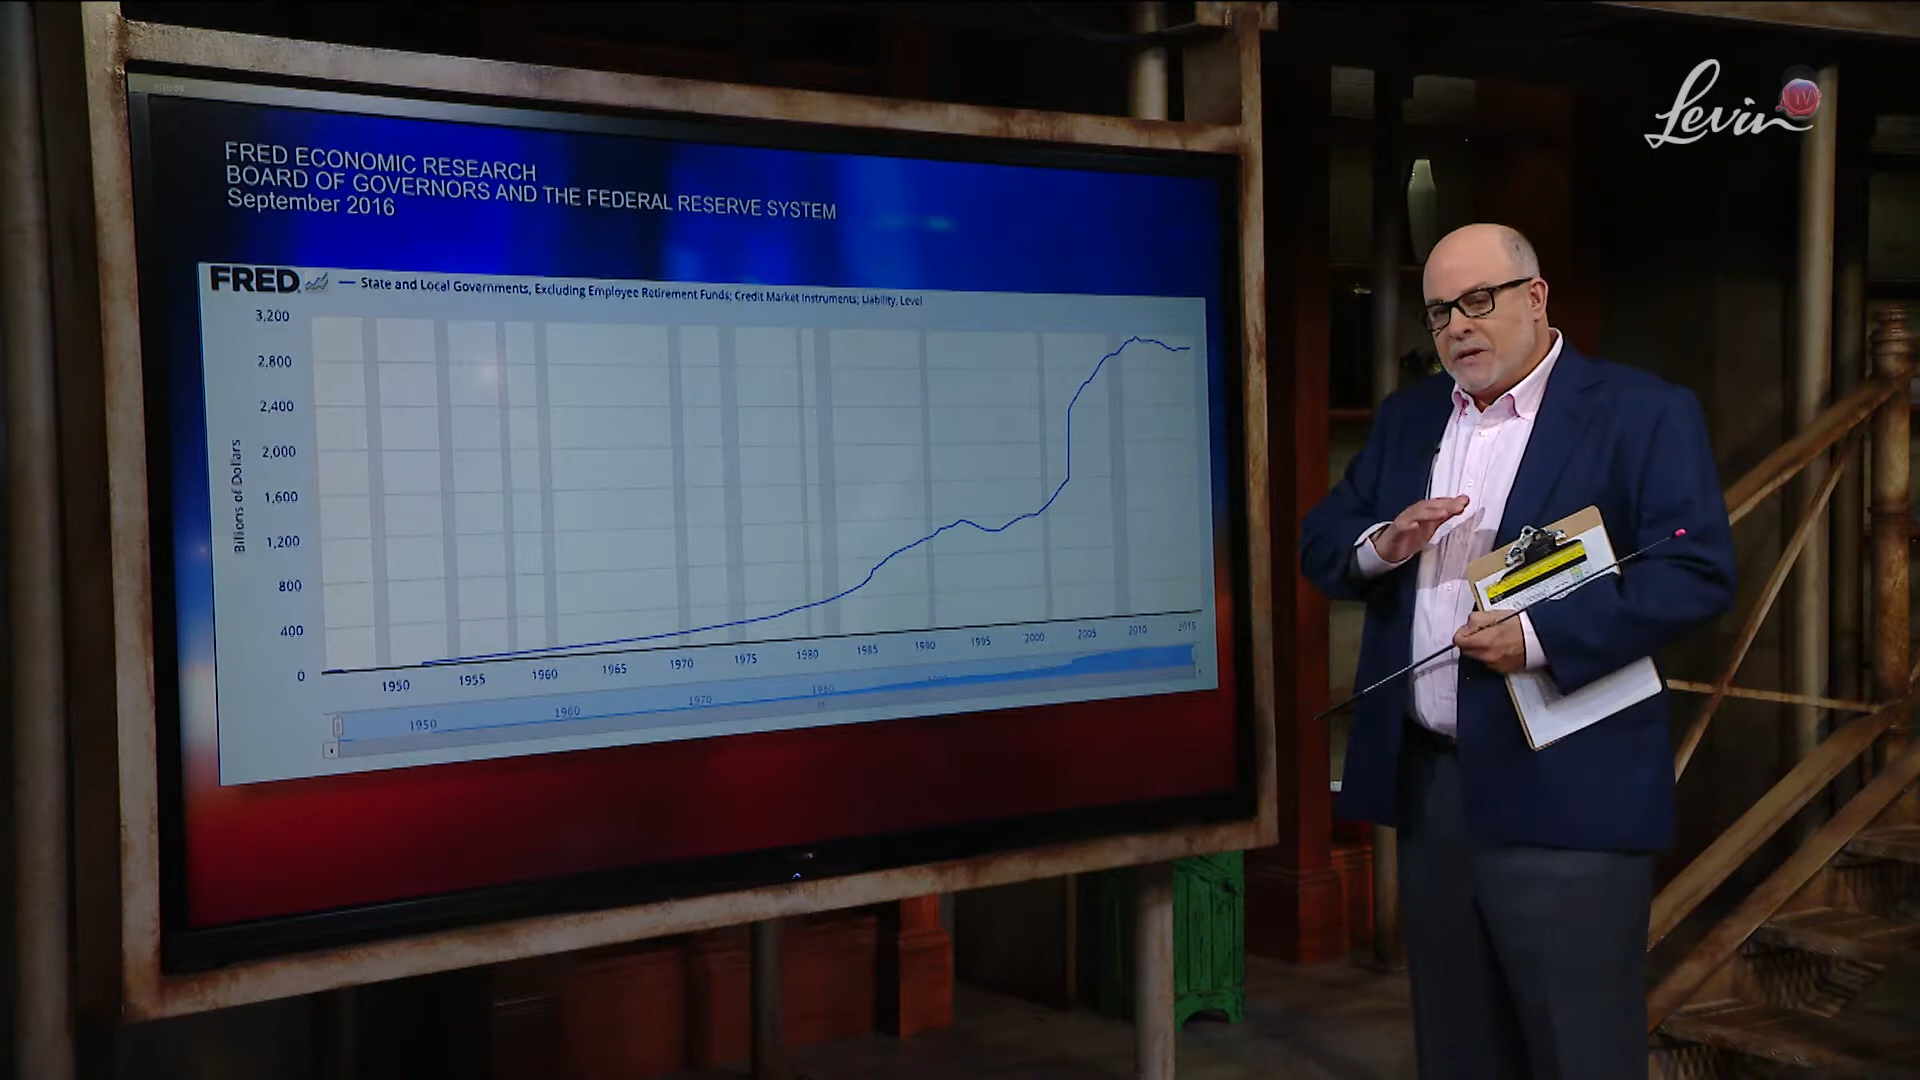 Levin TV
FRED ECONOMIC RESEARCH
BOARD OF GOVERNORS AND THE FEDERAL RESERVE SYSTEM
September 2016
FRED — State and Local Governments, Excluding Employee Retirement Funds; Credit Market Instruments; Liability, Level
Billions of Dollars
3,200
2,800
2,400
2,000
1,600
1,200
800
400
0
1950 1955 1960 1965 1970 1975 1980 1985 1990 1995 2000 2005 2010 2015
1950 1960 1970 1980